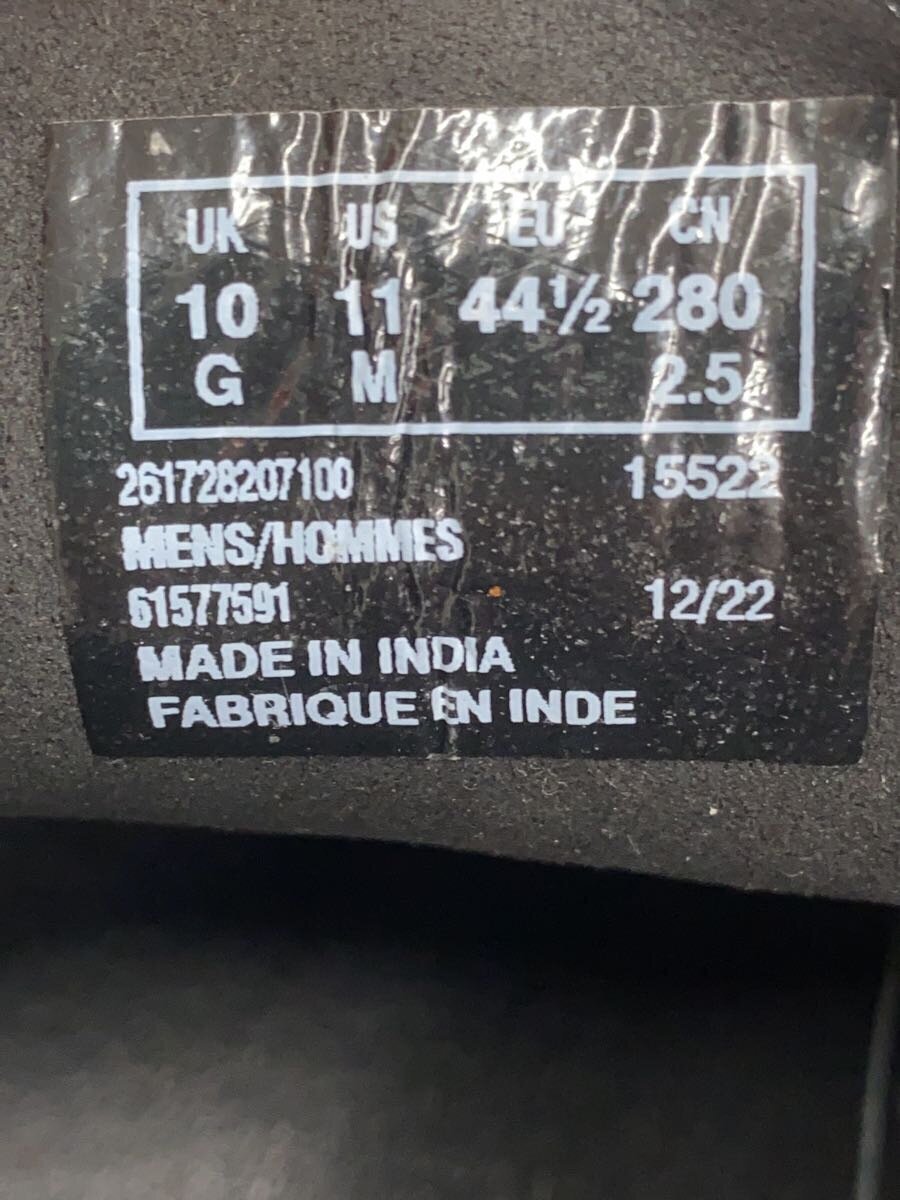 UK US EU CN
10 11 44½ 280
G M 2.5
261728207100 15522
MENS/HOMMES
61577591 12/22
MADE IN INDIA
FABRIQUE EN INDE